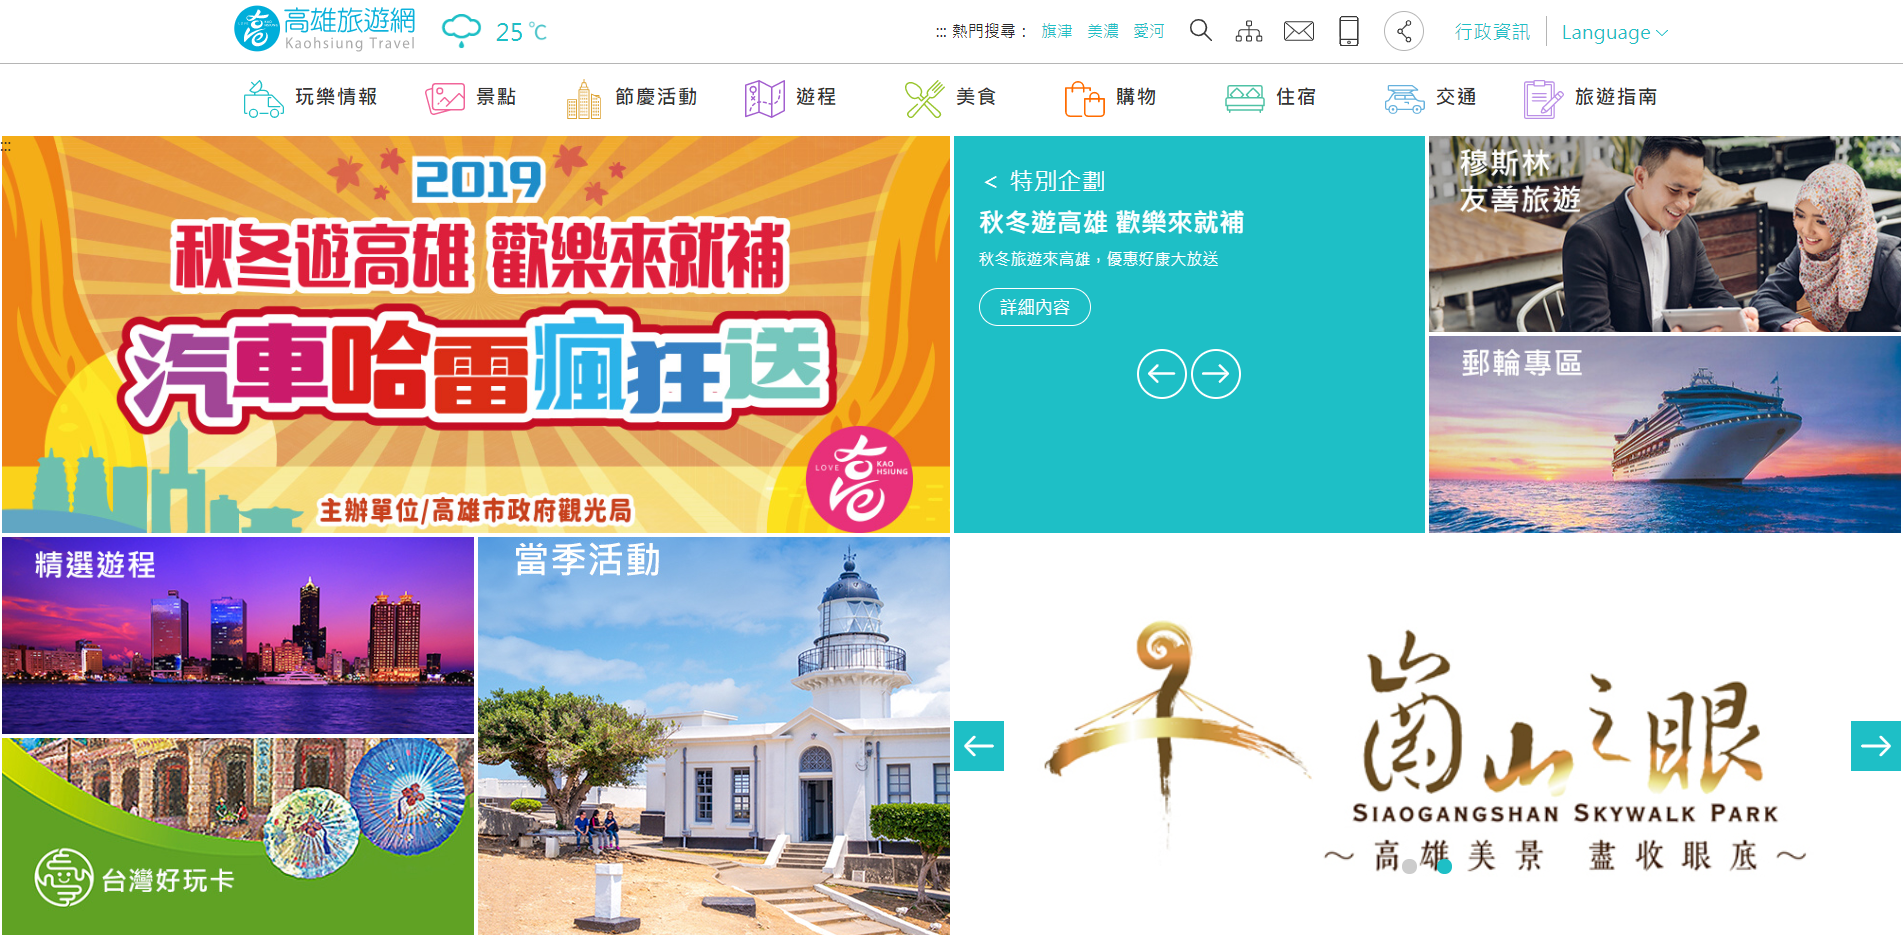 高雄旅遊網
Kaohsiung Travel
25 ℃
::: 熱門搜尋：
旗津 美濃 愛河
行政資訊
Language
玩樂情報
景點
節慶活動
遊程
美食
購物
住宿
交通
旅遊指南
:::
2019
秋冬遊高雄 歡樂來就補
汽車哈雷瘋狂送
LOVE KAOHSIUNG
主辦單位/高雄市政府觀光局
< 特別企劃
秋冬遊高雄 歡樂來就補
秋冬旅遊來高雄，優惠好康大放送
詳細內容
穆斯林
友善旅遊
郵輪專區
精選遊程
當季活動
台灣好玩卡
崗山之眼
SIAOGANGSHAN SKYWALK PARK
～高雄美景 盡收眼底～